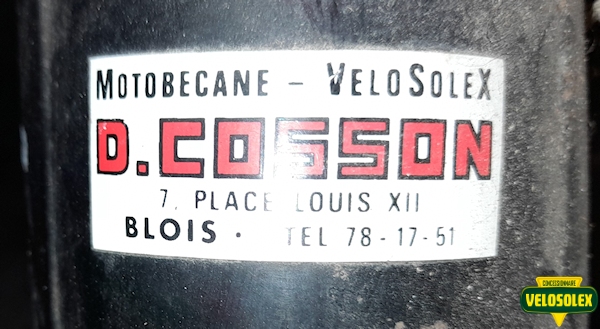 MOTOBECANE - VELOSOLEX
D.COSSON
7, PLACE LOUIS XII
BLOIS · TEL 78-17-51
CONCESSIONNAIRE
VELOSOLEX